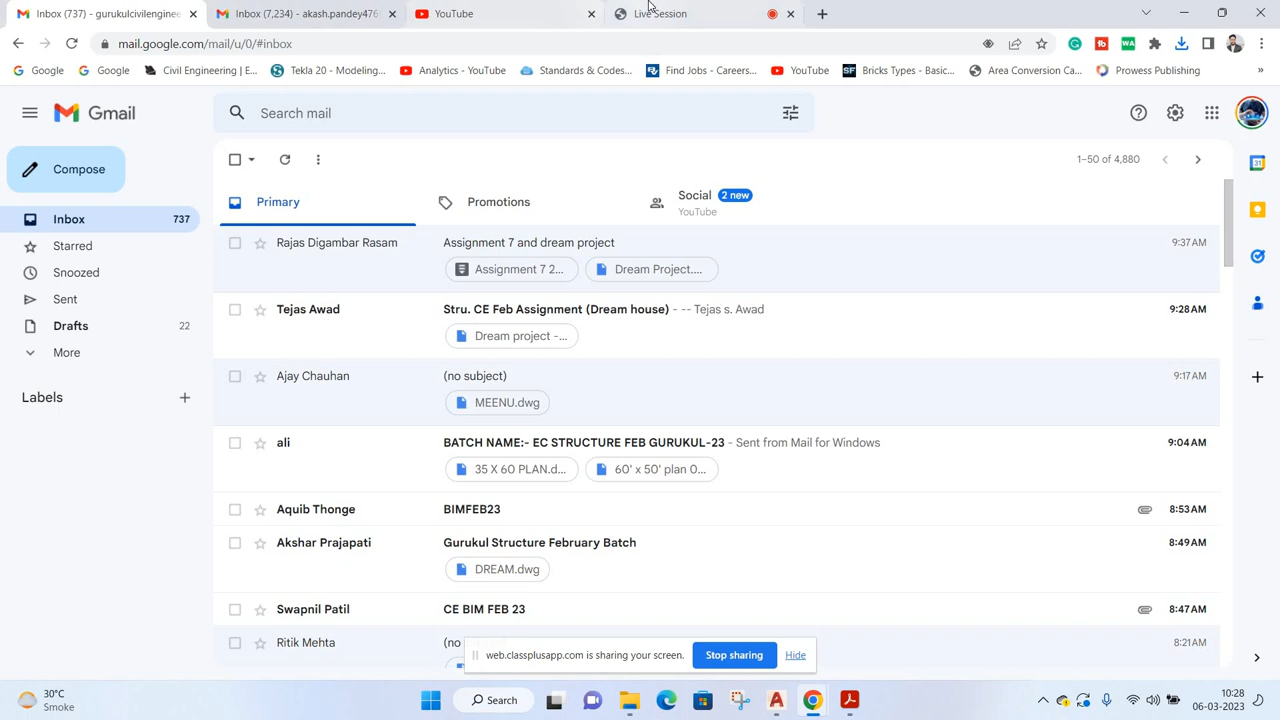 Inbox (737) - gurukulcivilenginee
Inbox (7,234) - akash.pandey476
YouTube
Live Session
mail.google.com/mail/u/0/#inbox
Google
Google
Civil Engineering | E...
Tekla 20 - Modeling...
Analytics - YouTube
Standards & Codes...
Find Jobs - Careers...
YouTube
SF
Bricks Types - Basic...
Area Conversion Ca...
Prowess Publishing
»
Gmail
Search mail
Compose
1–50 of 4,880
Inbox 737
Starred
Snoozed
Sent
Drafts 22
More
Labels
Primary
Promotions
Social 2 new
YouTube
Rajas Digambar Rasam Assignment 7 and dream project 9:37 AM
Assignment 7 2... Dream Project....
Tejas Awad Stru. CE Feb Assignment (Dream house) - -- Tejas s. Awad 9:28 AM
Dream project -...
Ajay Chauhan (no subject) 9:17 AM
MEENU.dwg
ali BATCH NAME:- EC STRUCTURE FEB GURUKUL-23 - Sent from Mail for Windows 9:04 AM
35 X 60 PLAN.d... 60' x 50' plan 0...
Aquib Thonge BIMFEB23 8:53 AM
Akshar Prajapati Gurukul Structure February Batch 8:49 AM
DREAM.dwg
Swapnil Patil CE BIM FEB 23 8:47 AM
Ritik Mehta (no 8:21 AM
web.classplusapp.com is sharing your screen. Stop sharing Hide
30°C
Smoke
Search
10:28
06-03-2023